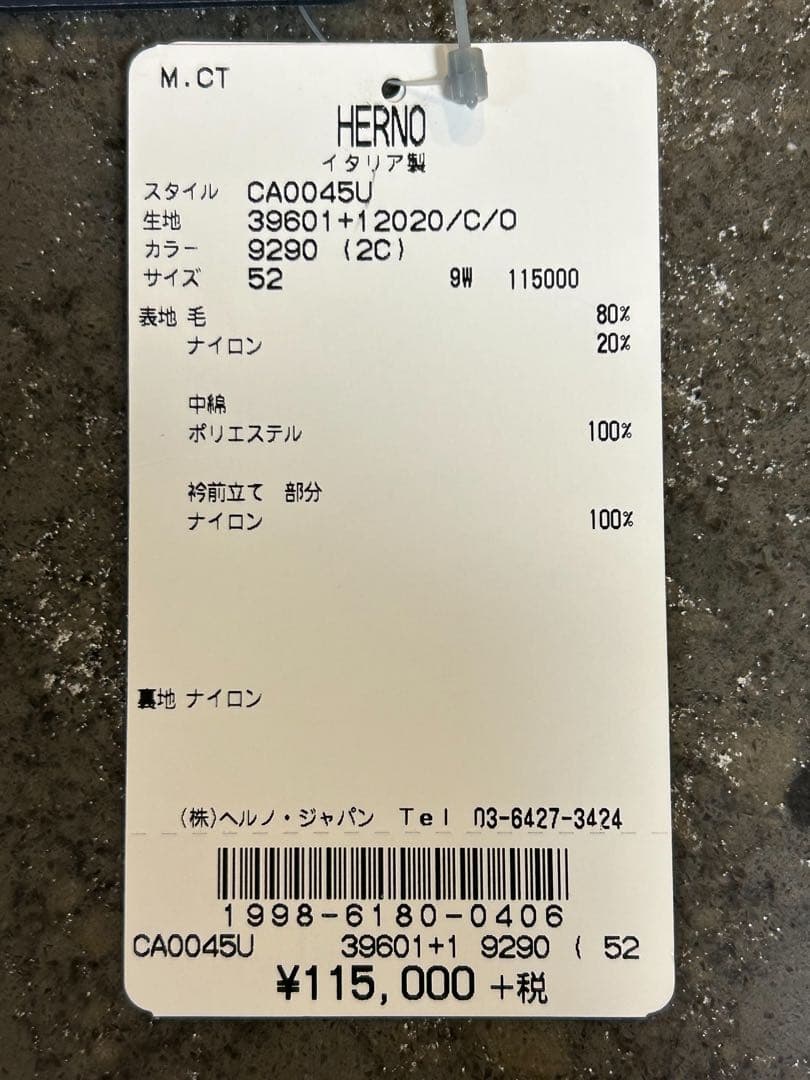 M.CT
HERNO
イタリア製
スタイル CA0045U
生地 39601+12020/C/O
カラー 9290 (2C)
サイズ 52 9W 115000
表地 毛 80%
ナイロン 20%
中綿
ポリエステル 100%
衿前立て 部分
ナイロン 100%
裏地 ナイロン
(株)ヘルノ・ジャパン Tel 03-6427-3424
1998-6180-0406
CA0045U 39601+1 9290 ( 52
¥115,000+税